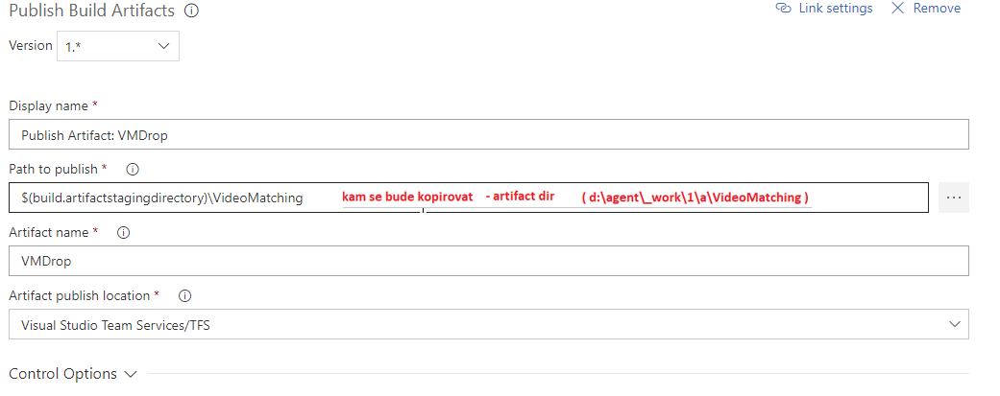 Publish Build Artifacts Link settings Remove
Version 1.*
Display name *
Publish Artifact: VMDrop
Path to publish *
$(build.artifactstagingdirectory)\VideoMatching kam se bude kopirovat - artifact dir ( d:\agent\_work\1\a\VideoMatching ) ...
Artifact name *
VMDrop
Artifact publish location *
Visual Studio Team Services/TFS
Control Options